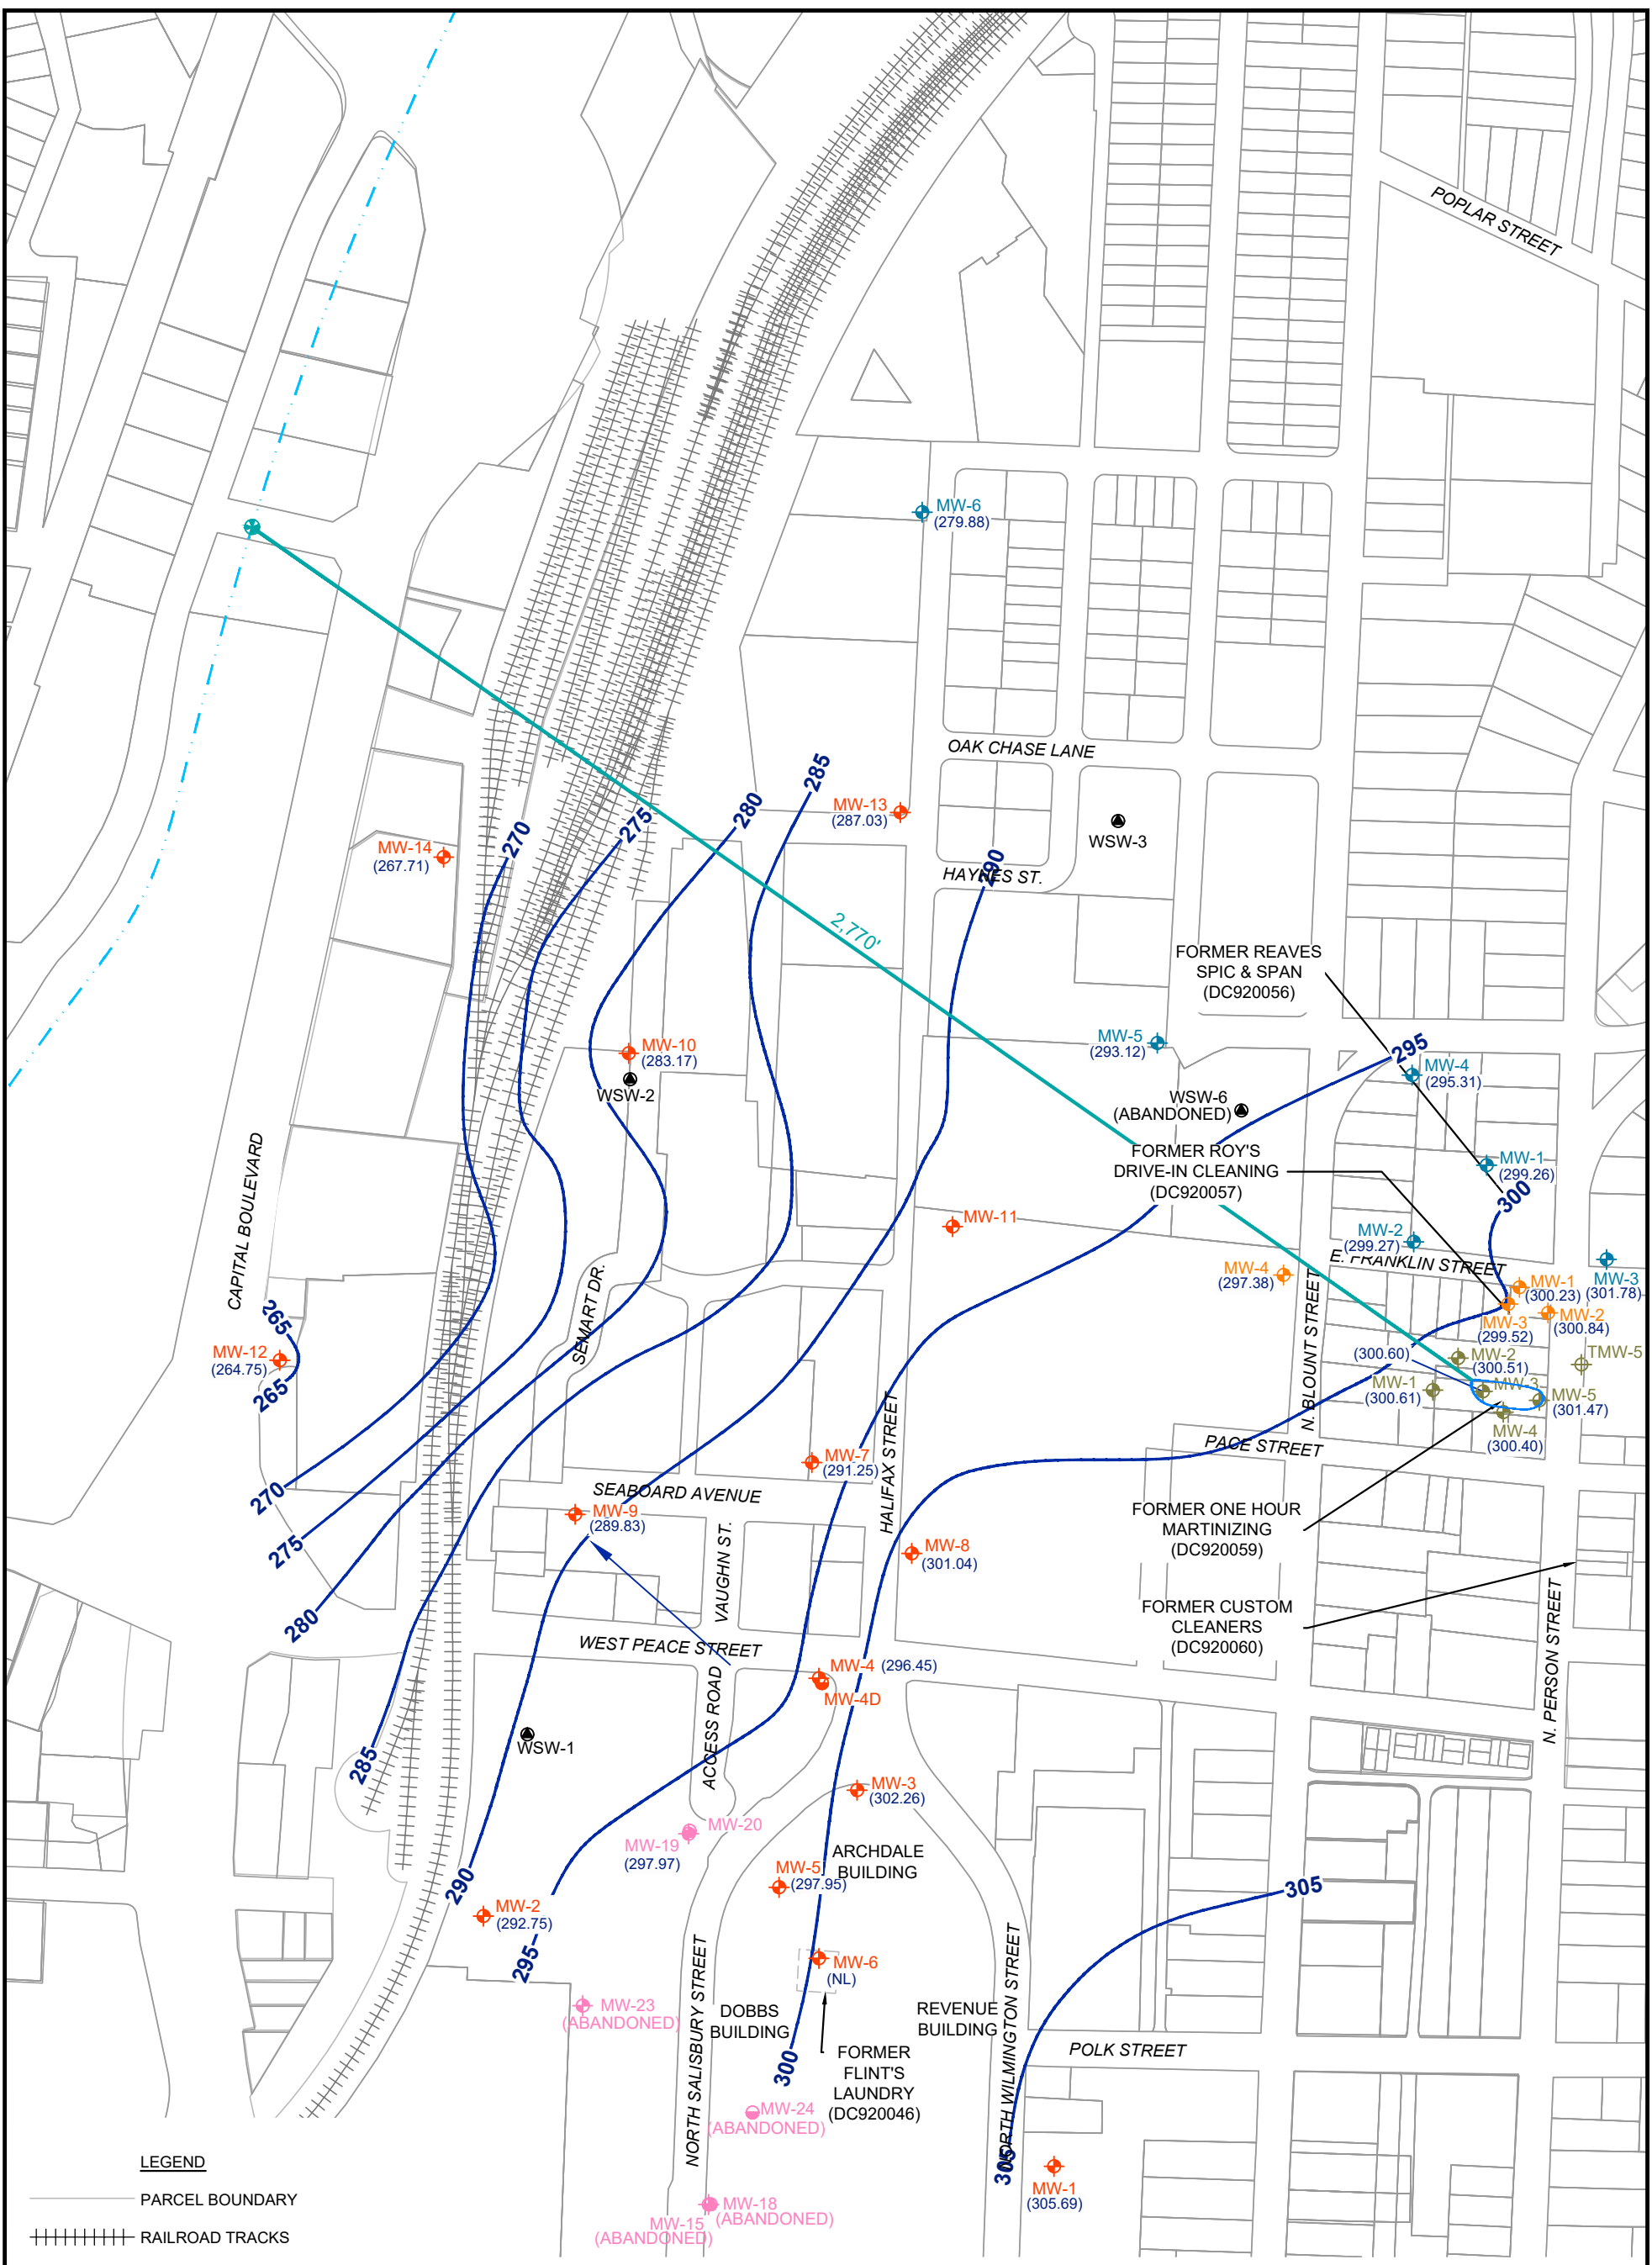 POPLAR STREET
MW-6
(279.88)
OAK CHASE LANE
285
280
275
270
MW-13
(287.03)
WSW-3
MW-14
(267.71)
290
HAYNES ST.
2,770'
FORMER REAVES
SPIC & SPAN
(DC920056)
MW-10
(283.17)
WSW-2
MW-5
(293.12)
295
MW-4
(295.31)
WSW-6
(ABANDONED)
FORMER ROY'S
DRIVE-IN CLEANING
(DC920057)
MW-1
(299.26)
300
CAPITAL BOULEVARD
MW-11
MW-2
(299.27)
E. FRANKLIN STREET
MW-4
(297.38)
MW-3
(301.78)
MW-1
(300.23)
MW-2
(300.84)
MW-3
(299.52)
SEMART DR.
N. BLOUNT STREET
265
MW-12
(264.75)
265
(300.60)
MW-2
(300.51)
TMW-5
MW-1
(300.61)
MW-3
MW-5
(301.47)
MW-4
(300.40)
HALIFAX STREET
PACE STREET
MW-7
(291.25)
270
SEABOARD AVENUE
MW-9
(289.83)
275
FORMER ONE HOUR
MARTINIZING
(DC920059)
VAUGHN ST.
MW-8
(301.04)
280
FORMER CUSTOM
CLEANERS
(DC920060)
N. PERSON STREET
WEST PEACE STREET
MW-4 (296.45)
MW-4D
ACCESS ROAD
WSW-1
285
MW-3
(302.26)
MW-20
MW-19
(297.97)
ARCHDALE
BUILDING
MW-5
(297.95)
290
305
MW-2
(292.75)
295
MW-6
(NL)
NORTH SALISBURY STREET
NORTH WILMINGTON STREET
MW-23
(ABANDONED)
DOBBS
BUILDING
REVENUE
BUILDING
300
FORMER
FLINT'S
LAUNDRY
(DC920046)
POLK STREET
MW-24
(ABANDONED)
305
MW-1
(305.69)
MW-18
(ABANDONED)
MW-15
(ABANDONED)
LEGEND
PARCEL BOUNDARY
RAILROAD TRACKS